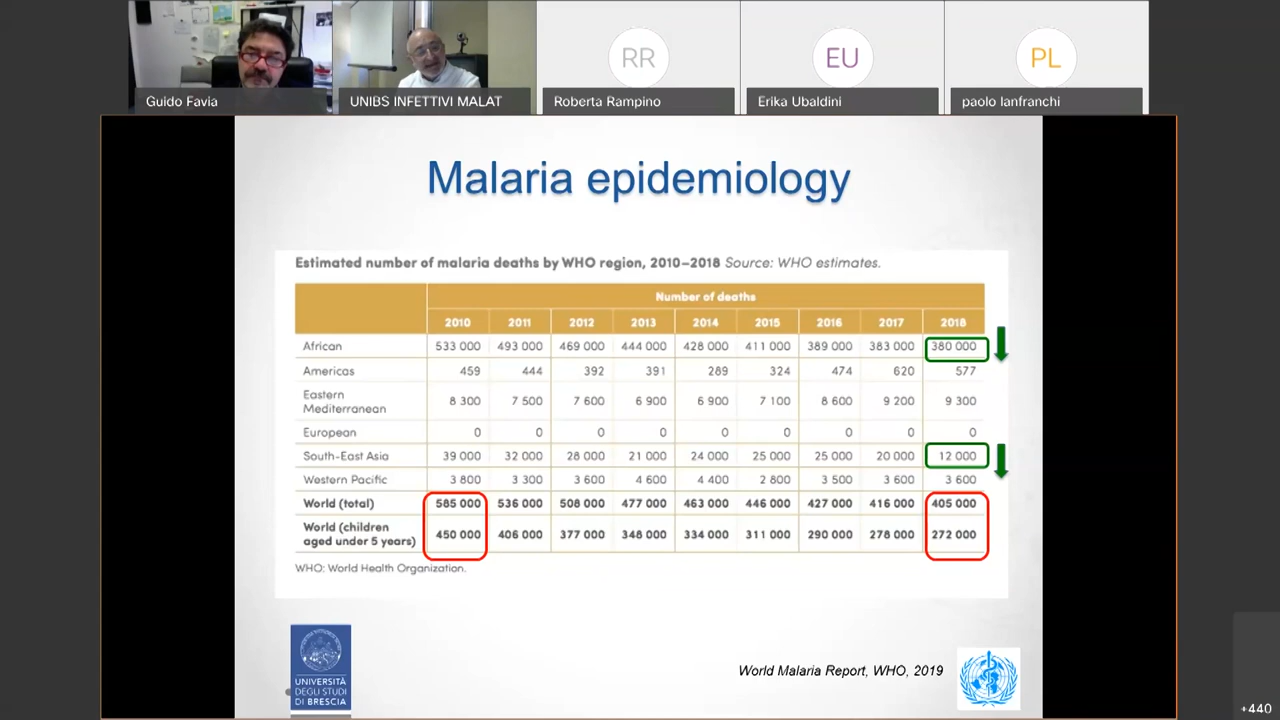 RR
EU
PL
Guido Favia
UNIBS INFETTIVI MALAT
Roberta Rampino
Erika Ubaldini
paolo lanfranchi
Malaria epidemiology
Estimated number of malaria deaths by WHO region, 2010–2018 Source: WHO estimates.
Number of deaths
2010 2011 2012 2013 2014 2015 2016 2017 2018
African 533 000 493 000 469 000 444 000 428 000 411 000 389 000 383 000 380 000
Americas 459 444 392 391 289 324 474 620 577
Eastern
Mediterranean 8 300 7 500 7 600 6 900 6 900 7 100 8 600 9 200 9 300
European 0 0 0 0 0 0 0 0 0
South-East Asia 39 000 32 000 28 000 21 000 24 000 25 000 25 000 20 000 12 000
Western Pacific 3 800 3 300 3 600 4 600 4 400 2 800 3 500 3 600 3 600
World (total) 585 000 536 000 508 000 477 000 463 000 446 000 427 000 416 000 405 000
World (children
aged under 5 years) 450 000 406 000 377 000 348 000 334 000 311 000 290 000 278 000 272 000
WHO: World Health Organization.
UNIVERSITÀ
DEGLI STUDI
DI BRESCIA
World Malaria Report, WHO, 2019
+440